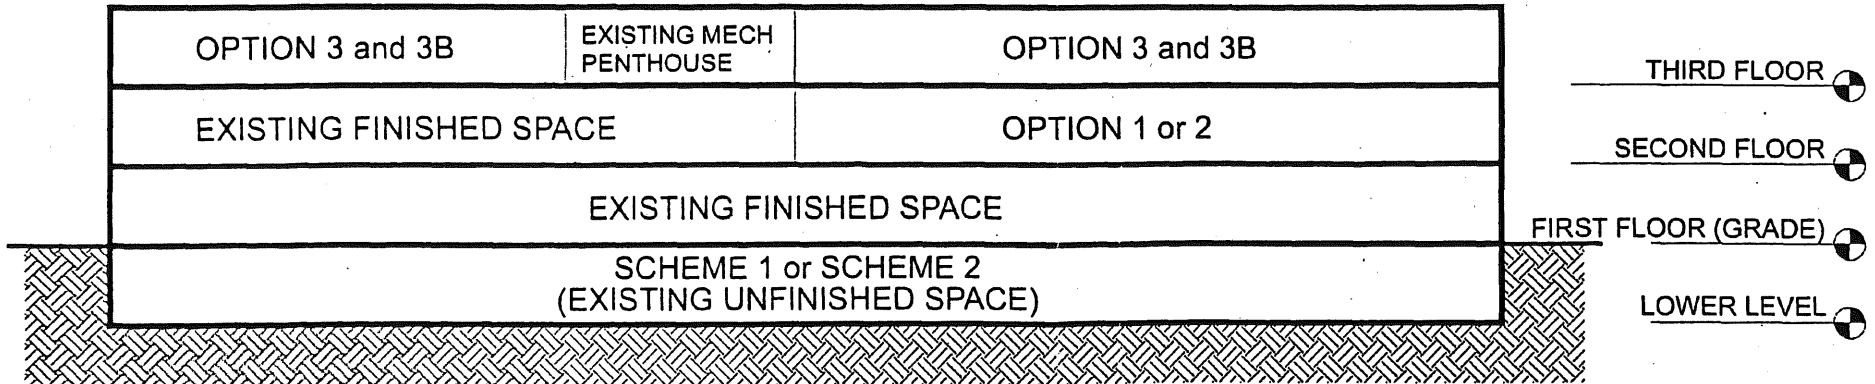 OPTION 3 and 3B
EXISTING MECH
PENTHOUSE
OPTION 3 and 3B
THIRD FLOOR
EXISTING FINISHED SPACE
OPTION 1 or 2
SECOND FLOOR
EXISTING FINISHED SPACE
FIRST FLOOR (GRADE)
SCHEME 1 or SCHEME 2
(EXISTING UNFINISHED SPACE)
LOWER LEVEL